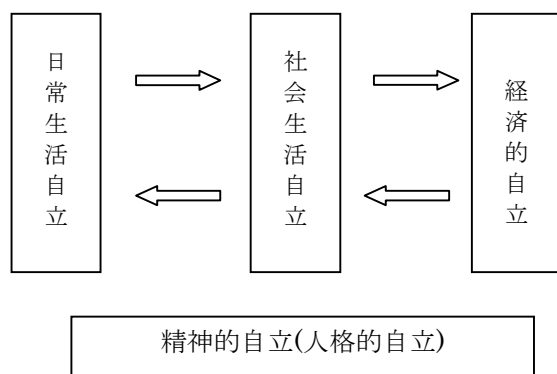 日常生活自立
社会生活自立
経済的自立
精神的自立(人格的自立)